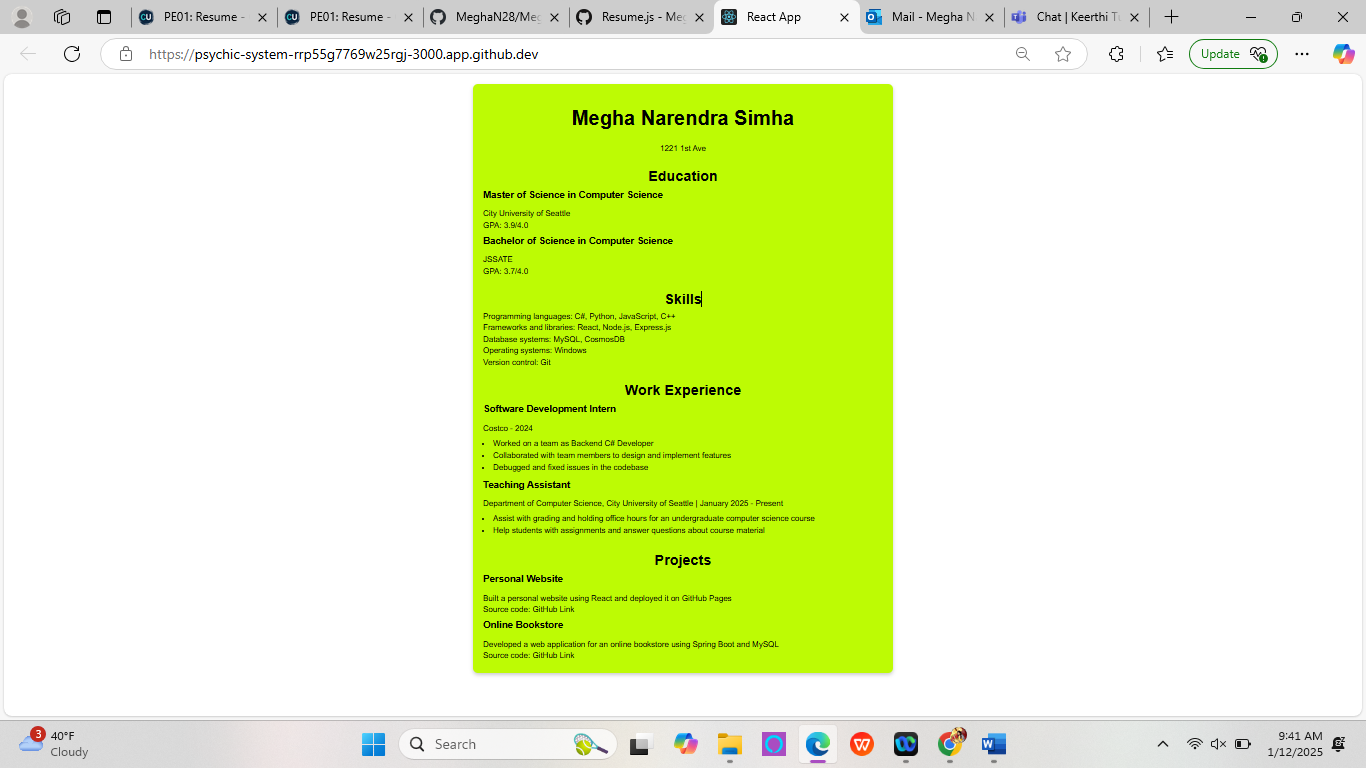 PE01: Resume -
PE01: Resume -
MeghaN28/Meg
Resume.js - Meg
React App
Mail - Megha N
Chat | Keerthi Tu
https://psychic-system-rrp55g7769w25rgj-3000.app.github.dev
Update
Megha Narendra Simha
1221 1st Ave
Education
Master of Science in Computer Science
City University of Seattle
GPA: 3.9/4.0
Bachelor of Science in Computer Science
JSSATE
GPA: 3.7/4.0
Skills
Programming languages: C#, Python, JavaScript, C++
Frameworks and libraries: React, Node.js, Express.js
Database systems: MySQL, CosmosDB
Operating systems: Windows
Version control: Git
Work Experience
Software Development Intern
Costco - 2024
• Worked on a team as Backend C# Developer
• Collaborated with team members to design and implement features
• Debugged and fixed issues in the codebase
Teaching Assistant
Department of Computer Science, City University of Seattle | January 2025 - Present
• Assist with grading and holding office hours for an undergraduate computer science course
• Help students with assignments and answer questions about course material
Projects
Personal Website
Built a personal website using React and deployed it on GitHub Pages
Source code: GitHub Link
Online Bookstore
Developed a web application for an online bookstore using Spring Boot and MySQL
Source code: GitHub Link
3
40°F
Cloudy
Search
9:41 AM
1/12/2025